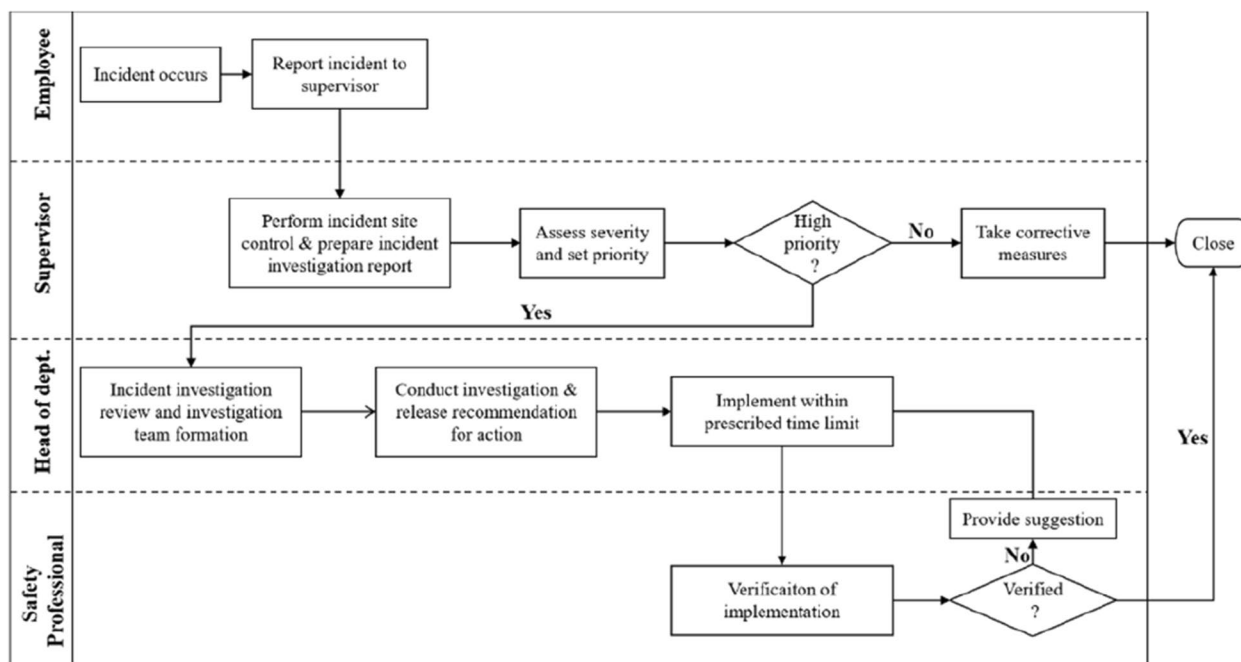 Employee
Incident occurs
Report incident to
supervisor
Supervisor
Perform incident site
control & prepare incident
investigation report
Assess severity
and set priority
High
priority
?
No
Take corrective
measures
Close
Yes
Head of dept.
Incident investigation
review and investigation
team formation
Conduct investigation &
release recommendation
for action
Implement within
prescribed time limit
Yes
Safety
Professional
Provide suggestion
No
Verificaiton of
implementation
Verified
?